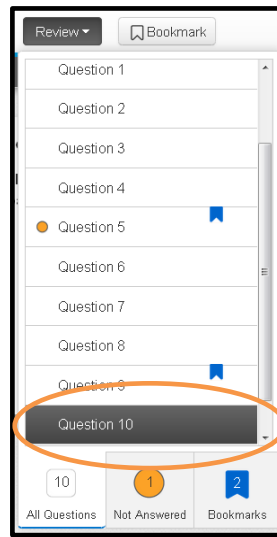 Review Bookmark
Question 1
Question 2
Question 3
Question 4
Question 5
Question 6
Question 7
Question 8
Question 9
Question 10
10 1 2
All Questions Not Answered Bookmarks